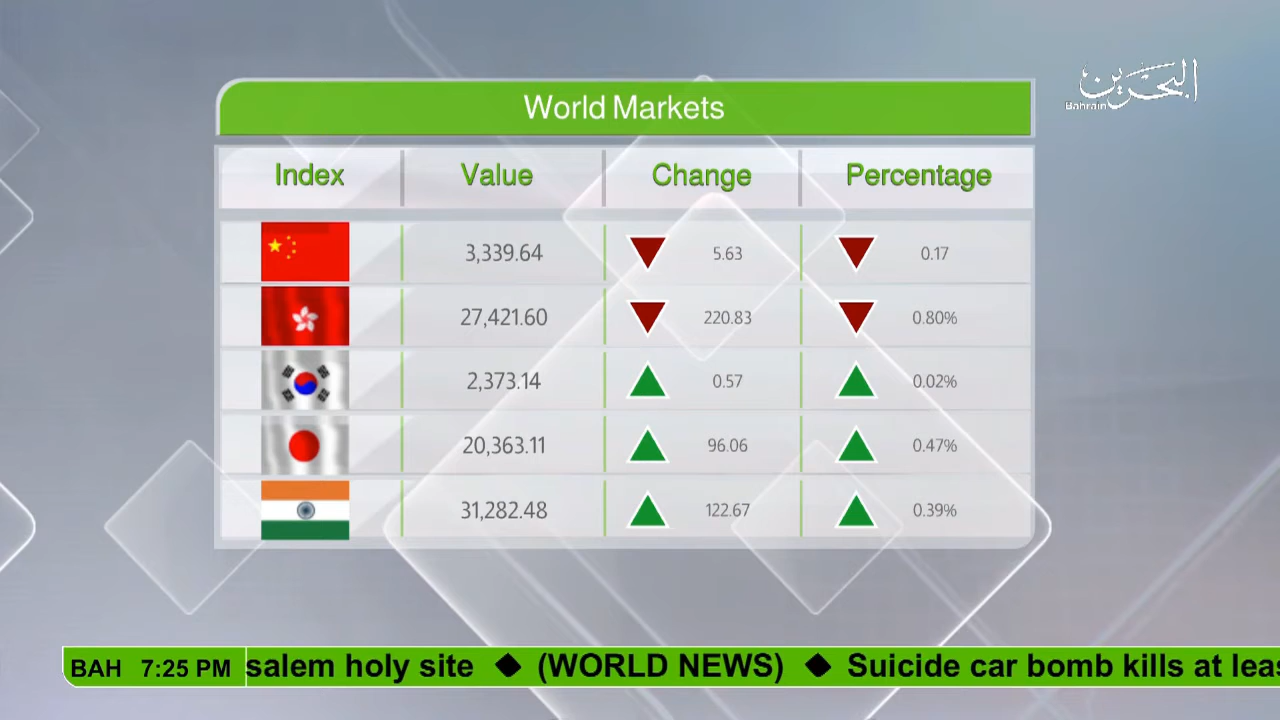 World Markets
البحرين
Bahrain
Index Value Change Percentage
3,339.64 5.63 0.17
27,421.60 220.83 0.80%
2,373.14 0.57 0.02%
20,363.11 96.06 0.47%
31,282.48 122.67 0.39%
BAH 7:25 PM salem holy site ◆ (WORLD NEWS) ◆ Suicide car bomb kills at leas